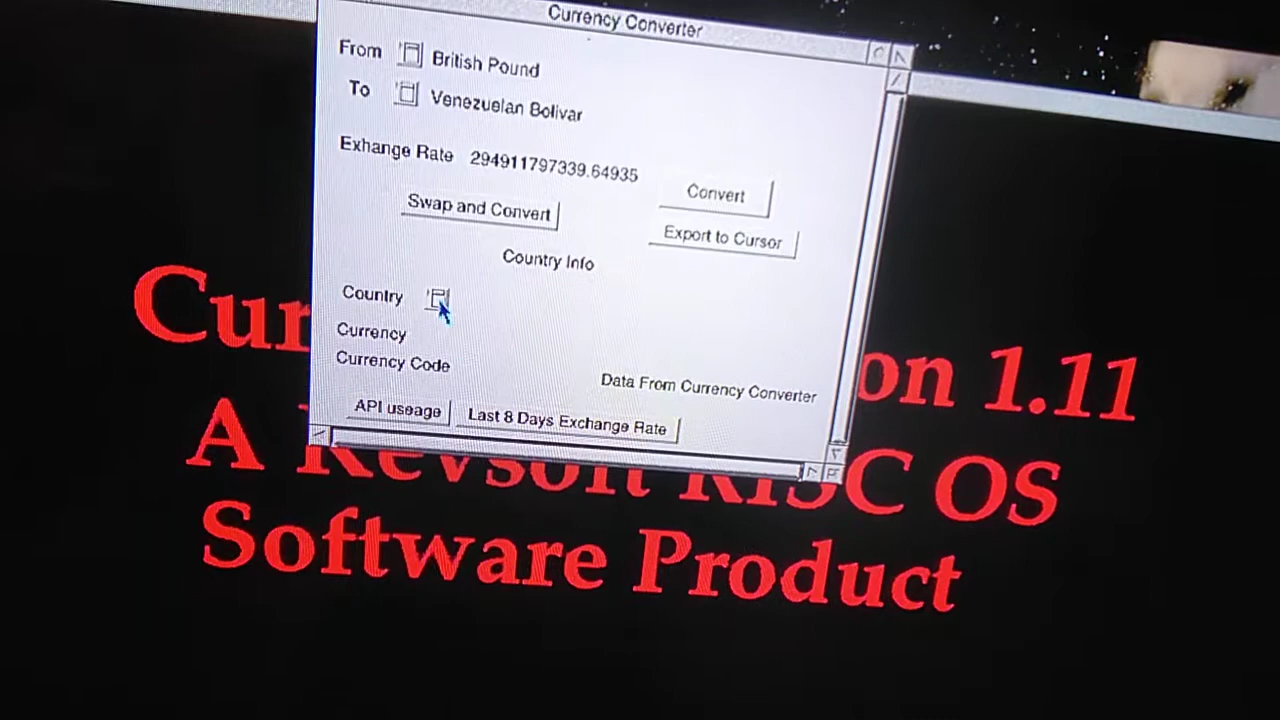 Currency Converter
From British Pound
To Venezuelan Bolivar
Exhange Rate 294911797339.64935
Convert
Swap and Convert
Export to Cursor
Country Info
Country
Currency
Currency Code
Data From Currency Converter
API useage Last 8 Days Exchange Rate
Cur on 1.11
A Revsoft RISC OS
Software Product